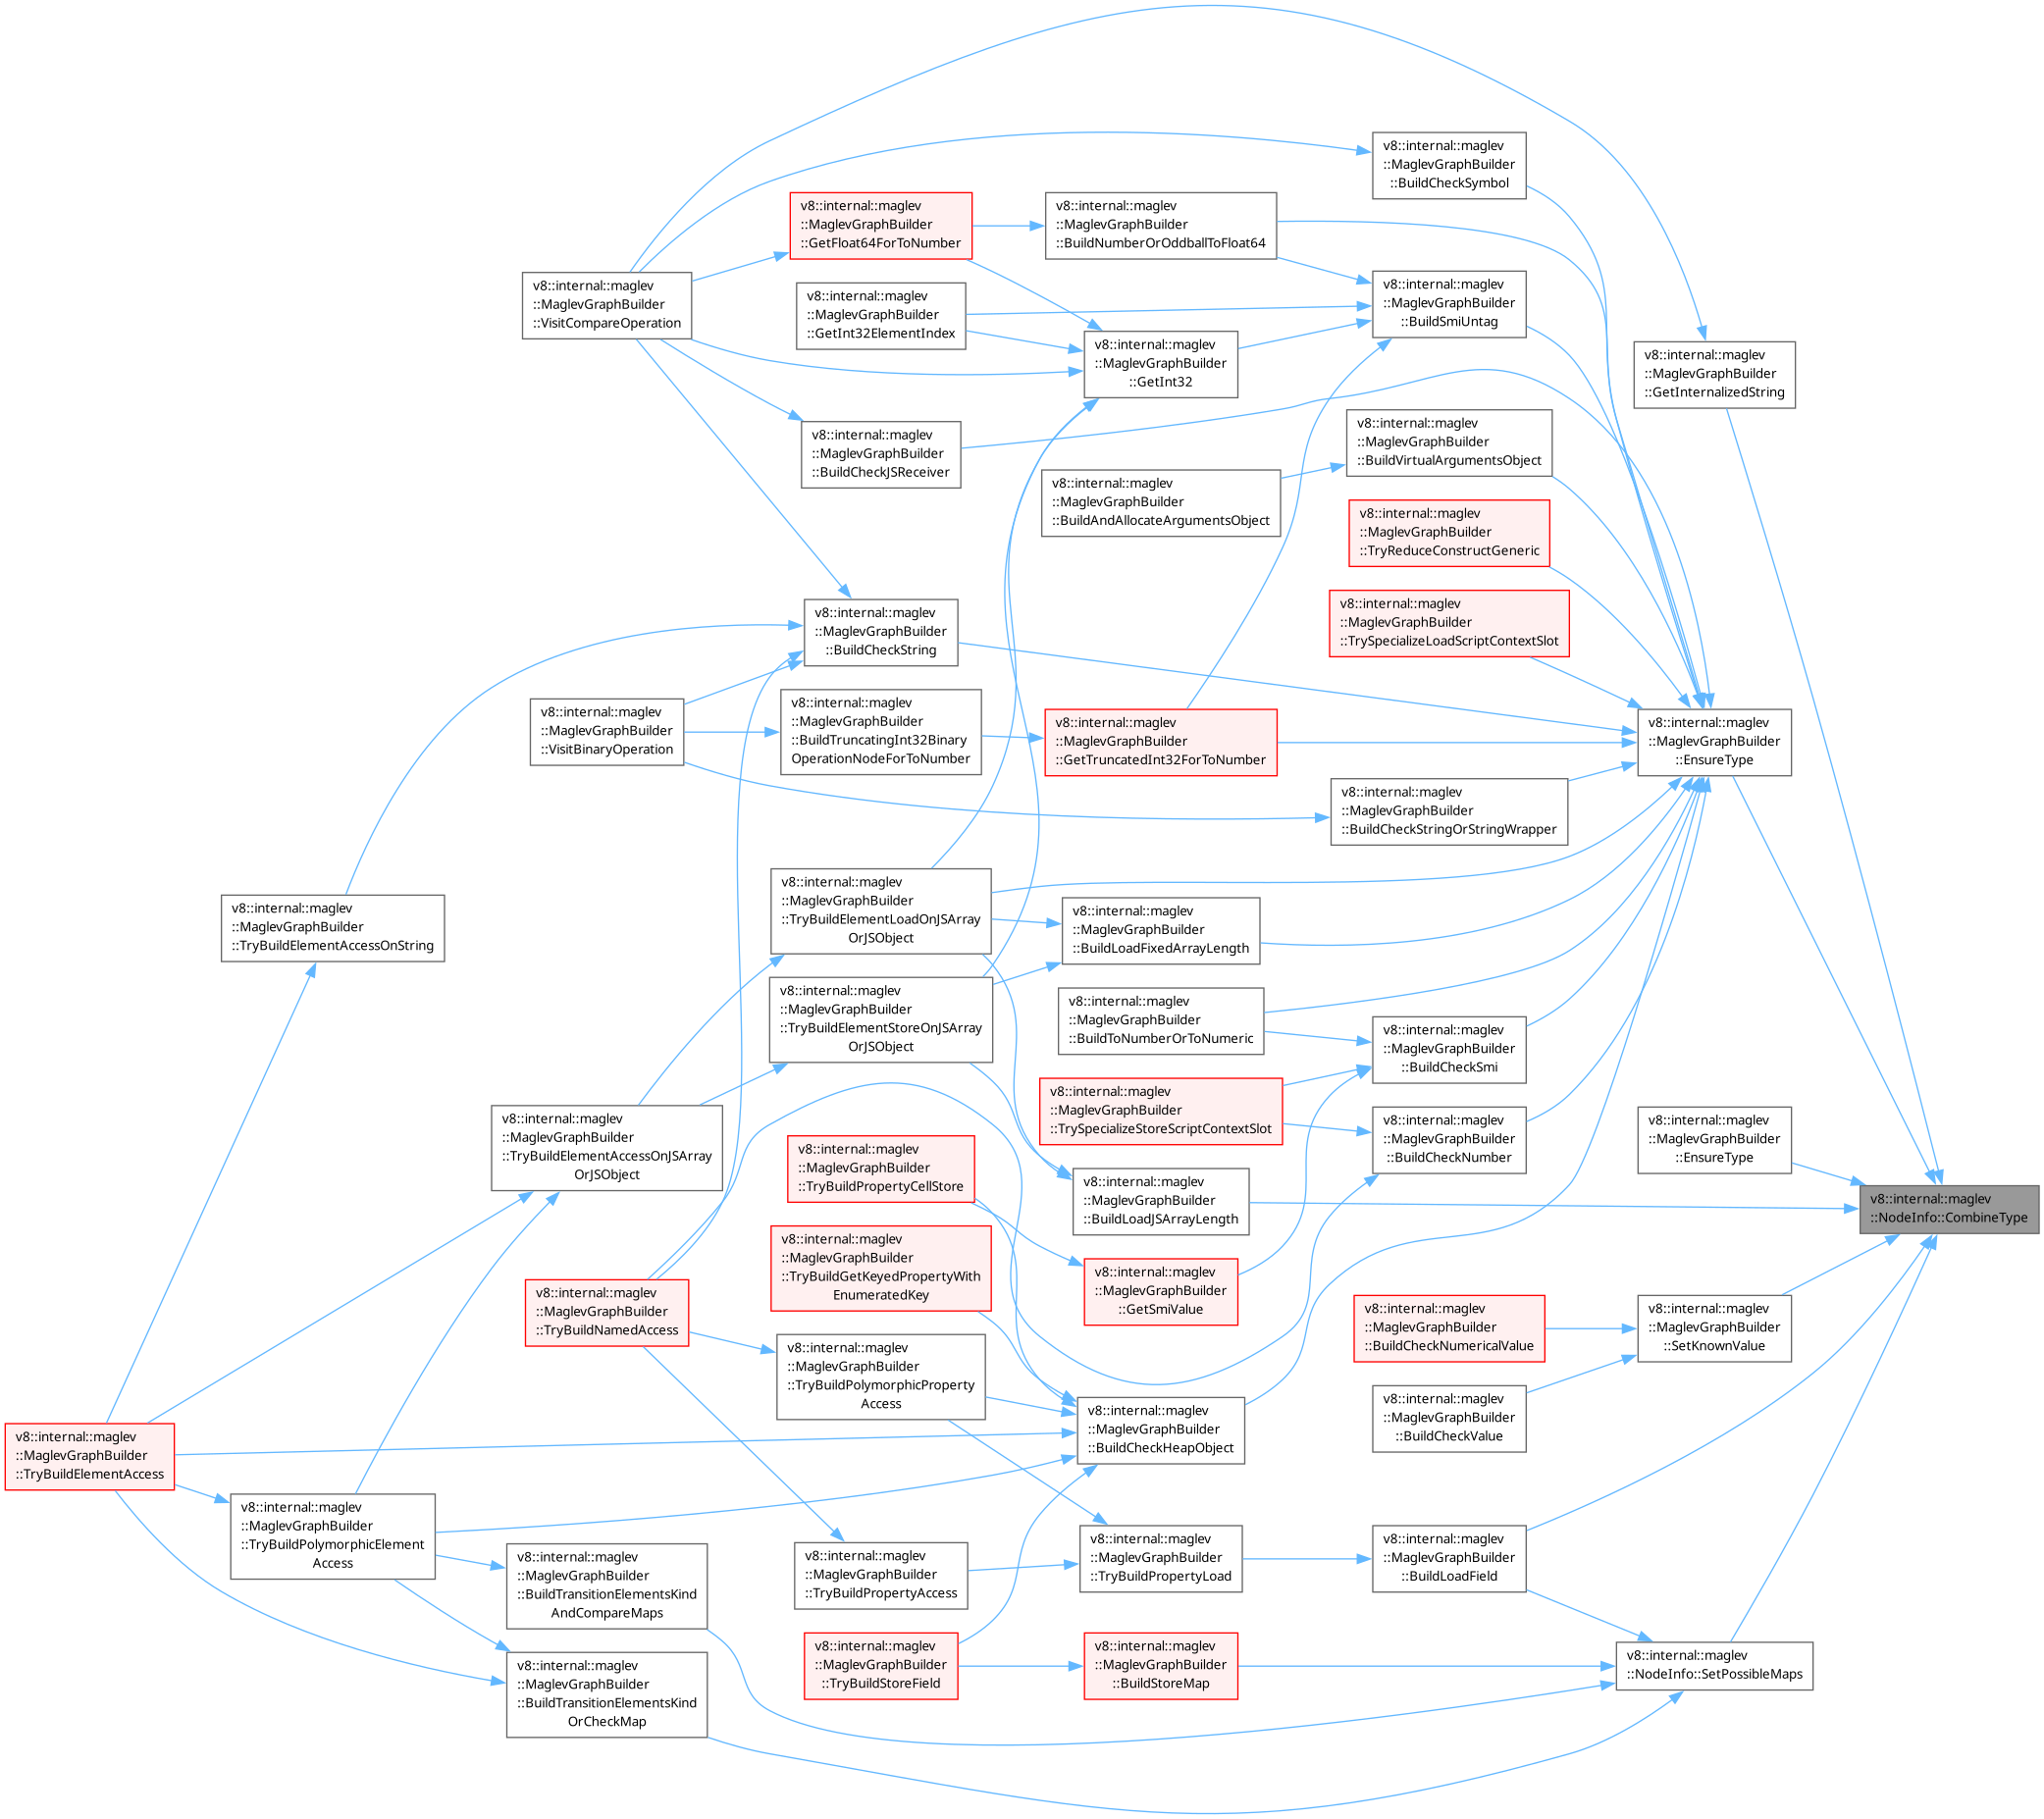 v8::internal::maglev
::MaglevGraphBuilder
::BuildCheckSymbol
v8::internal::maglev
::MaglevGraphBuilder
::GetFloat64ForToNumber
v8::internal::maglev
::MaglevGraphBuilder
::BuildNumberOrOddballToFloat64
v8::internal::maglev
::MaglevGraphBuilder
::VisitCompareOperation
v8::internal::maglev
::MaglevGraphBuilder
::GetInt32ElementIndex
v8::internal::maglev
::MaglevGraphBuilder
::BuildSmiUntag
v8::internal::maglev
::MaglevGraphBuilder
::GetInt32
v8::internal::maglev
::MaglevGraphBuilder
::GetInternalizedString
v8::internal::maglev
::MaglevGraphBuilder
::BuildCheckJSReceiver
v8::internal::maglev
::MaglevGraphBuilder
::BuildVirtualArgumentsObject
v8::internal::maglev
::MaglevGraphBuilder
::BuildAndAllocateArgumentsObject
v8::internal::maglev
::MaglevGraphBuilder
::TryReduceConstructGeneric
v8::internal::maglev
::MaglevGraphBuilder
::TrySpecializeLoadScriptContextSlot
v8::internal::maglev
::MaglevGraphBuilder
::BuildCheckString
v8::internal::maglev
::MaglevGraphBuilder
::VisitBinaryOperation
v8::internal::maglev
::MaglevGraphBuilder
::BuildTruncatingInt32Binary
OperationNodeForToNumber
v8::internal::maglev
::MaglevGraphBuilder
::GetTruncatedInt32ForToNumber
v8::internal::maglev
::MaglevGraphBuilder
::EnsureType
v8::internal::maglev
::MaglevGraphBuilder
::BuildCheckStringOrStringWrapper
v8::internal::maglev
::MaglevGraphBuilder
::TryBuildElementAccessOnString
v8::internal::maglev
::MaglevGraphBuilder
::TryBuildElementLoadOnJSArray
OrJSObject
v8::internal::maglev
::MaglevGraphBuilder
::BuildLoadFixedArrayLength
v8::internal::maglev
::MaglevGraphBuilder
::TryBuildElementStoreOnJSArray
OrJSObject
v8::internal::maglev
::MaglevGraphBuilder
::BuildToNumberOrToNumeric
v8::internal::maglev
::MaglevGraphBuilder
::BuildCheckSmi
v8::internal::maglev
::MaglevGraphBuilder
::TrySpecializeStoreScriptContextSlot
v8::internal::maglev
::MaglevGraphBuilder
::BuildCheckNumber
v8::internal::maglev
::MaglevGraphBuilder
::EnsureType
v8::internal::maglev
::MaglevGraphBuilder
::TryBuildElementAccessOnJSArray
OrJSObject
v8::internal::maglev
::MaglevGraphBuilder
::TryBuildPropertyCellStore
v8::internal::maglev
::MaglevGraphBuilder
::BuildLoadJSArrayLength
v8::internal::maglev
::NodeInfo::CombineType
v8::internal::maglev
::MaglevGraphBuilder
::TryBuildGetKeyedPropertyWith
EnumeratedKey
v8::internal::maglev
::MaglevGraphBuilder
::GetSmiValue
v8::internal::maglev
::MaglevGraphBuilder
::TryBuildNamedAccess
v8::internal::maglev
::MaglevGraphBuilder
::BuildCheckNumericalValue
v8::internal::maglev
::MaglevGraphBuilder
::SetKnownValue
v8::internal::maglev
::MaglevGraphBuilder
::TryBuildPolymorphicProperty
Access
v8::internal::maglev
::MaglevGraphBuilder
::BuildCheckHeapObject
v8::internal::maglev
::MaglevGraphBuilder
::BuildCheckValue
v8::internal::maglev
::MaglevGraphBuilder
::TryBuildElementAccess
v8::internal::maglev
::MaglevGraphBuilder
::TryBuildPolymorphicElement
Access
v8::internal::maglev
::MaglevGraphBuilder
::BuildTransitionElementsKind
AndCompareMaps
v8::internal::maglev
::MaglevGraphBuilder
::TryBuildPropertyAccess
v8::internal::maglev
::MaglevGraphBuilder
::TryBuildPropertyLoad
v8::internal::maglev
::MaglevGraphBuilder
::BuildLoadField
v8::internal::maglev
::MaglevGraphBuilder
::BuildTransitionElementsKind
OrCheckMap
v8::internal::maglev
::MaglevGraphBuilder
::TryBuildStoreField
v8::internal::maglev
::MaglevGraphBuilder
::BuildStoreMap
v8::internal::maglev
::NodeInfo::SetPossibleMaps